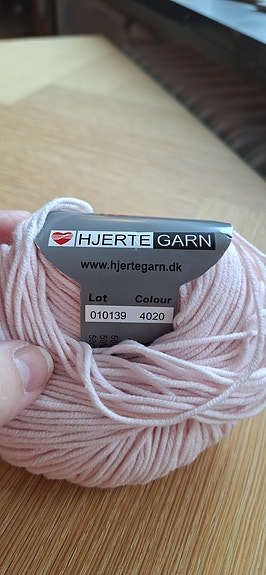 HJERTE GARN
www.hjertegarn.dk
Lot Colour
010139 4020